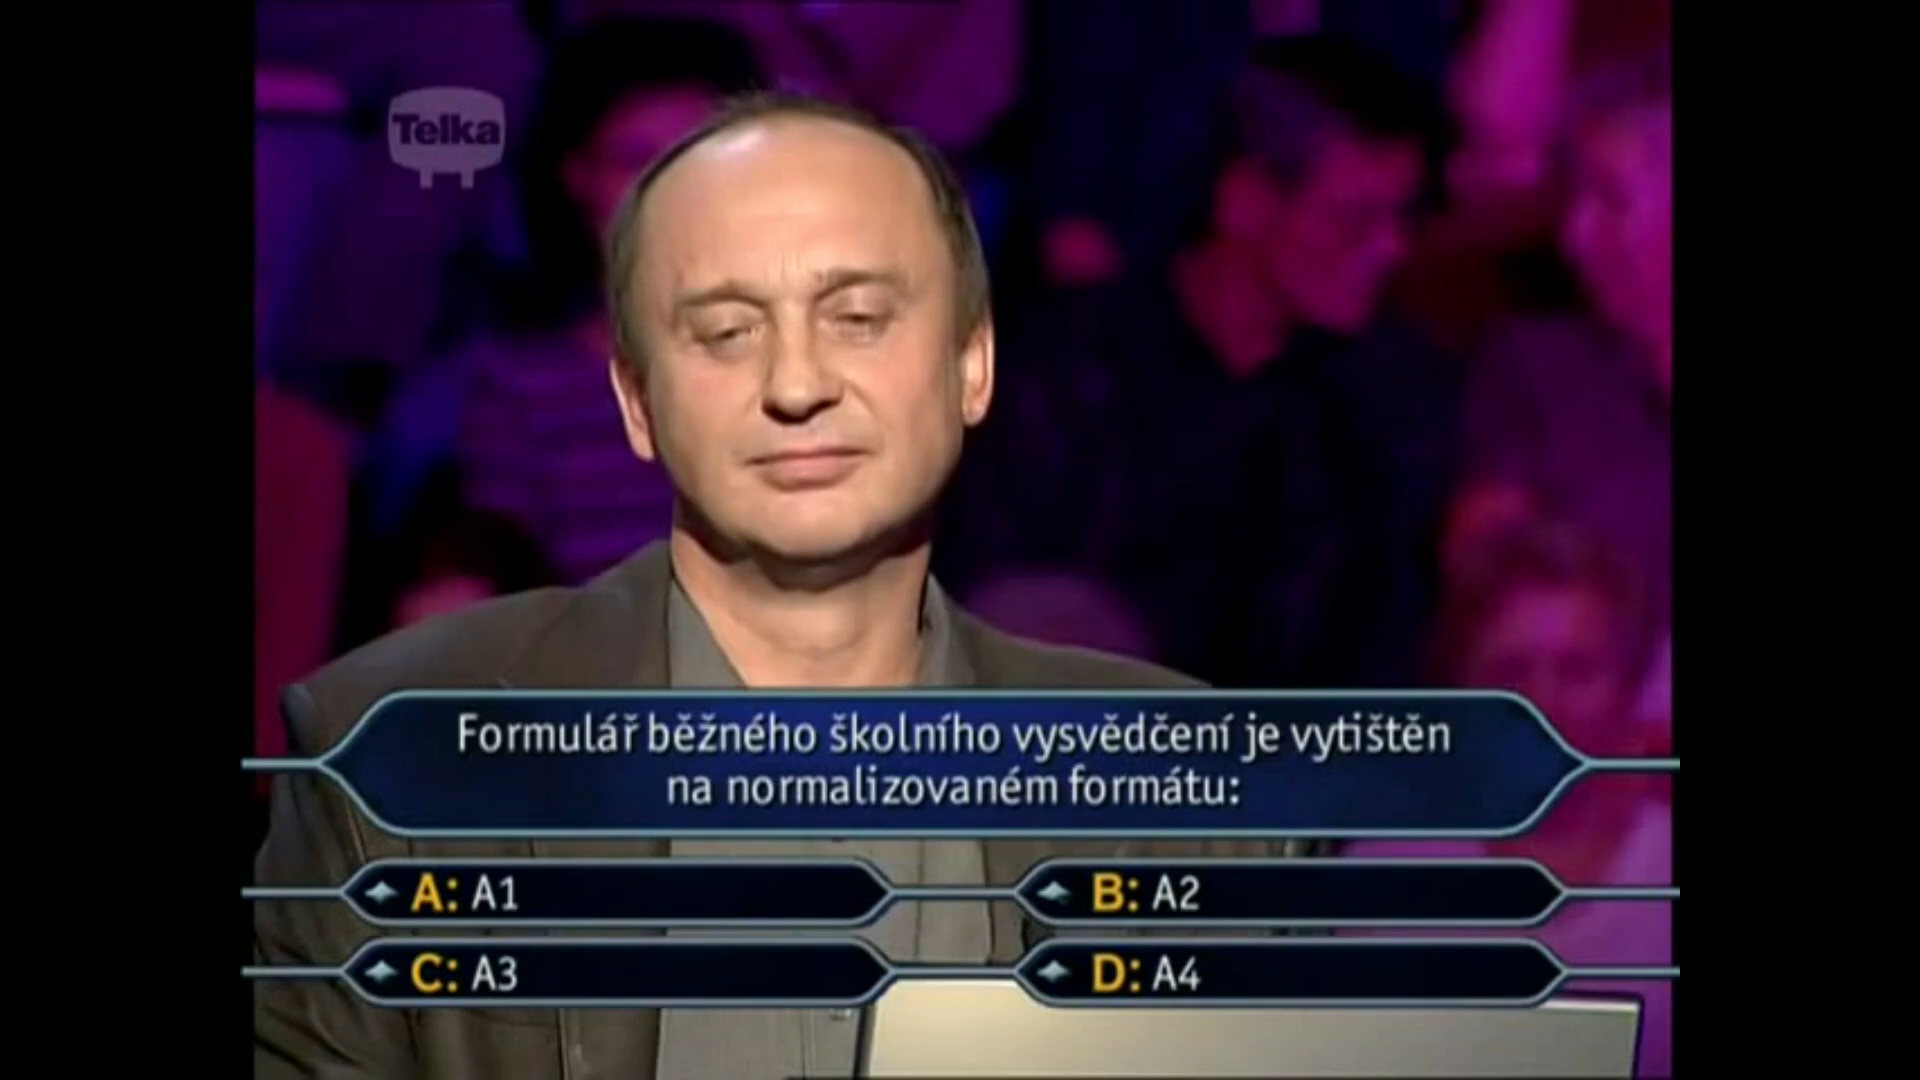 Telka
Formulář běžného školního vysvědčení je vytištěn
na normalizovaném formátu:
A: A1
B: A2
C: A3
D: A4